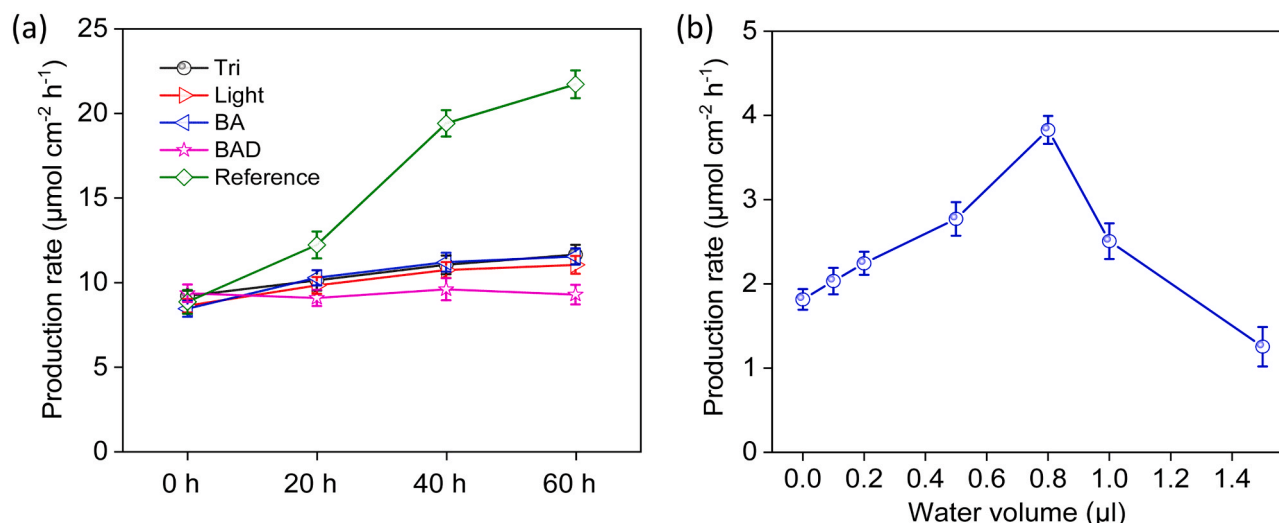 (a)
Production rate (μmol cm⁻² h⁻¹)
25
20
15
10
5
0
Tri
Light
BA
BAD
Reference
0 h 20 h 40 h 60 h
(b)
Production rate (μmol cm⁻² h⁻¹)
5
4
3
2
1
0
0.0 0.2 0.4 0.6 0.8 1.0 1.2 1.4
Water volume (μl)